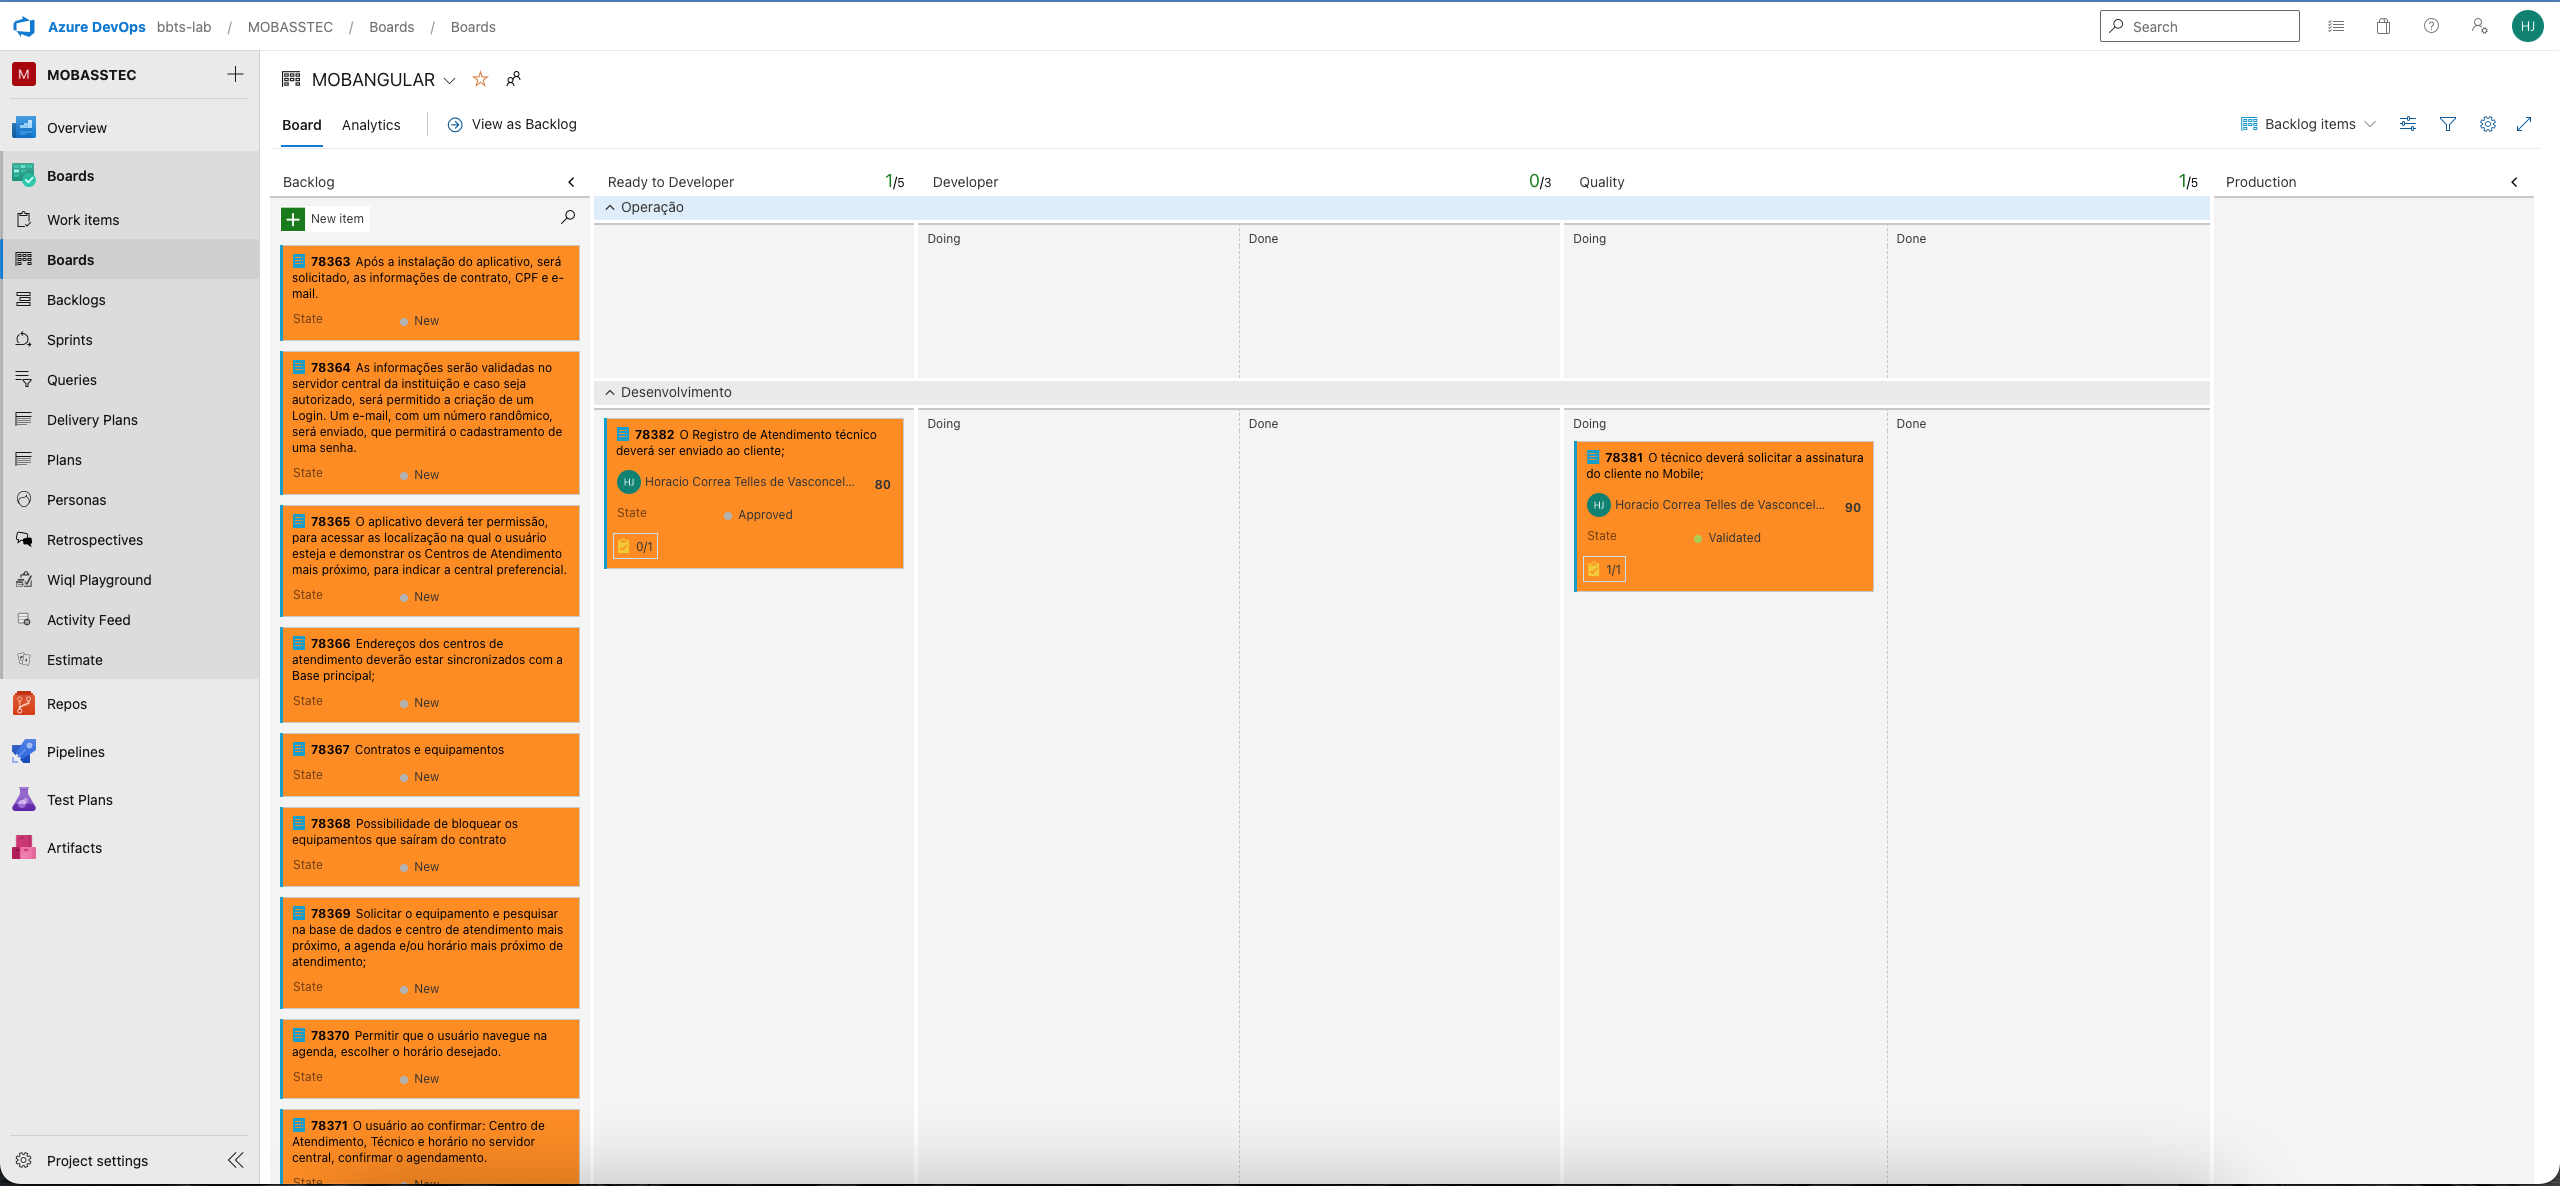 Azure DevOps bbts-lab / MOBASSTEC / Boards / Boards
Search
HJ
M MOBASSTEC
Overview
Boards
Work items
Boards
Backlogs
Sprints
Queries
Delivery Plans
Plans
Personas
Retrospectives
Wiql Playground
Activity Feed
Estimate
Repos
Pipelines
Test Plans
Artifacts
Project settings
MOBANGULAR
Board Analytics View as Backlog
Backlog items
Backlog
New item
78363 Após a instalação do aplicativo, será
solicitado, as informações de contrato, CPF e e-
mail.
State New
78364 As informações serão validadas no
servidor central da instituição e caso seja
autorizado, será permitido a criação de um
Login. Um e-mail, com um número randômico,
será enviado, que permitirá o cadastramento de
uma senha.
State New
78365 O aplicativo deverá ter permissão,
para acessar as localização na qual o usuário
esteja e demonstrar os Centros de Atendimento
mais próximo, para indicar a central preferencial.
State New
78366 Endereços dos centros de
atendimento deverão estar sincronizados com a
Base principal;
State New
78367 Contratos e equipamentos
State New
78368 Possibilidade de bloquear os
equipamentos que saíram do contrato
State New
78369 Solicitar o equipamento e pesquisar
na base de dados e centro de atendimento mais
próximo, a agenda e/ou horário mais próximo de
atendimento;
State New
78370 Permitir que o usuário navegue na
agenda, escolher o horário desejado.
State New
78371 O usuário ao confirmar: Centro de
Atendimento, Técnico e horário no servidor
central, confirmar o agendamento.
State New
Ready to Developer 1/5
Developer 0/3
Quality 1/5
Production
Operação
Doing
Done
Doing
Done
Desenvolvimento
78382 O Registro de Atendimento técnico
deverá ser enviado ao cliente;
HJ Horacio Correa Telles de Vasconcel... 80
State Approved
0/1
Doing
Done
Doing
78381 O técnico deverá solicitar a assinatura
do cliente no Mobile;
HJ Horacio Correa Telles de Vasconcel... 90
State Validated
1/1
Done